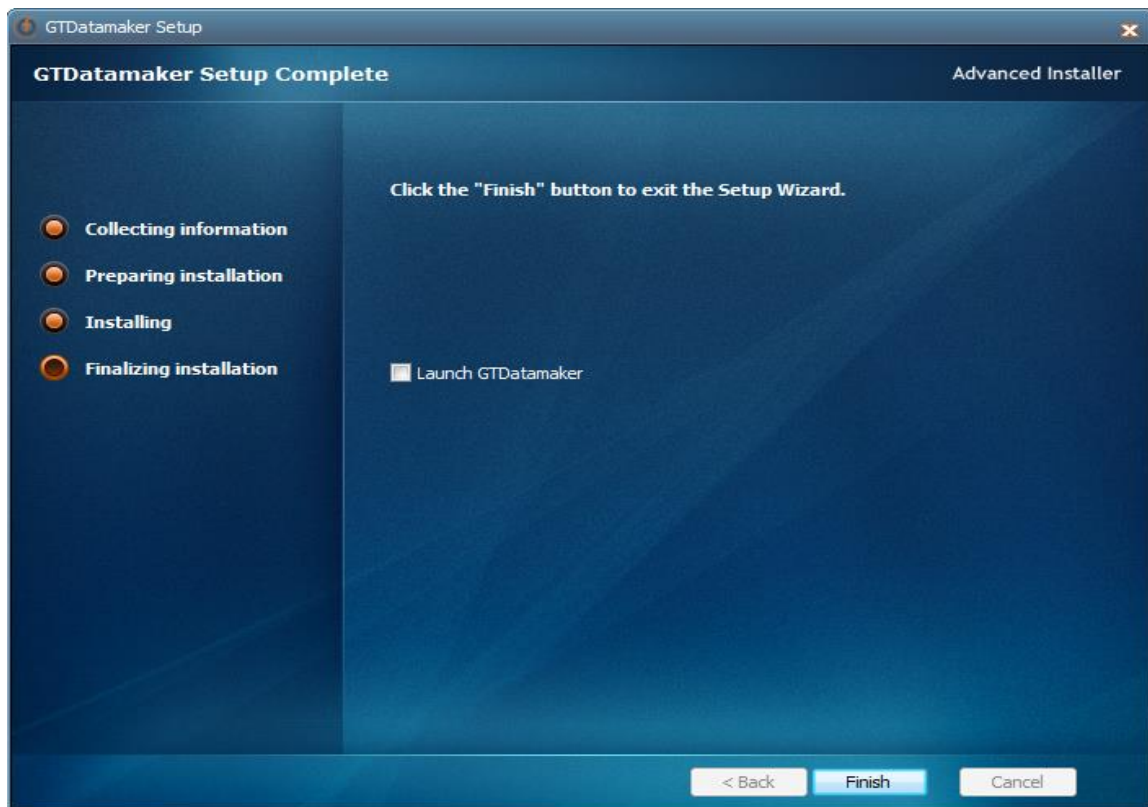 GTDatamaker Setup
GTDatamaker Setup Complete
Advanced Installer
Click the "Finish" button to exit the Setup Wizard.
Collecting information
Preparing installation
Installing
Finalizing installation
Launch GTDatamaker
< Back
Finish
Cancel